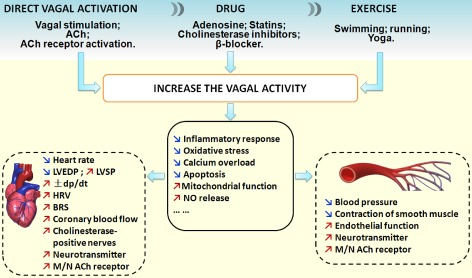 DIRECT VAGAL ACTIVATION
Vagal stimulation;
ACh;
ACh receptor activation.
DRUG
Adenosine; Statins;
Cholinesterase inhibitors;
β-blocker.
EXERCISE
Swimming; running;
Yoga.
INCREASE THE VAGAL ACTIVITY
↘ Inflammatory response
↘ Oxidative stress
↘ Calcium overload
↘ Apoptosis
↗ Mitochondrial function
↗ NO release
... ...
↘ Heart rate
↘ LVEDP ; ↗ LVSP
↗ ±dp/dt
↗ HRV
↗ BRS
↗ Coronary blood flow
↗ Cholinesterase-
positive nerves
↗ Neurotransmitter
↗ M/N ACh receptor
↘ Blood pressure
↘ Contraction of smooth muscle
↗ Endothelial function
↗ Neurotransmitter
↗ M/N ACh receptor